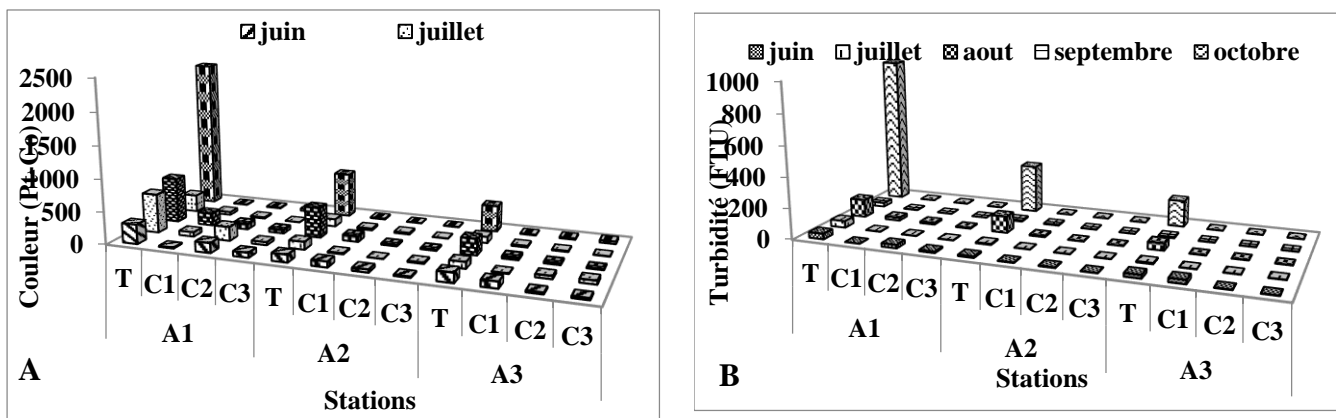 juin juillet
Couleur (Pt-Co)
2500
2000
1500
1000
500
0
T C1 C2 C3 T C1 C2 C3 T C1 C2 C3
A1 A2 A3
Stations
A
juin juillet aout septembre octobre
Turbidité (FTU)
1000
800
600
400
200
0
T C1 C2 C3 T C1 C2 C3 T C1 C2 C3
A1 A2 A3
Stations
B